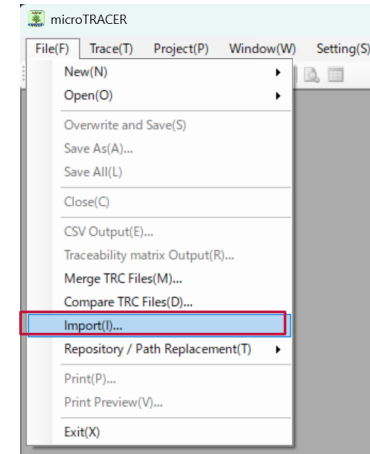 microTRACER
File(F) Trace(T) Project(P) Window(W) Setting(S)
New(N)
Open(O)
Overwrite and Save(S)
Save As(A)...
Save All(L)
Close(C)
CSV Output(E)...
Traceability matrix Output(R)...
Merge TRC Files(M)...
Compare TRC Files(D)...
Import(I)...
Repository / Path Replacement(T)
Print(P)...
Print Preview(V)...
Exit(X)